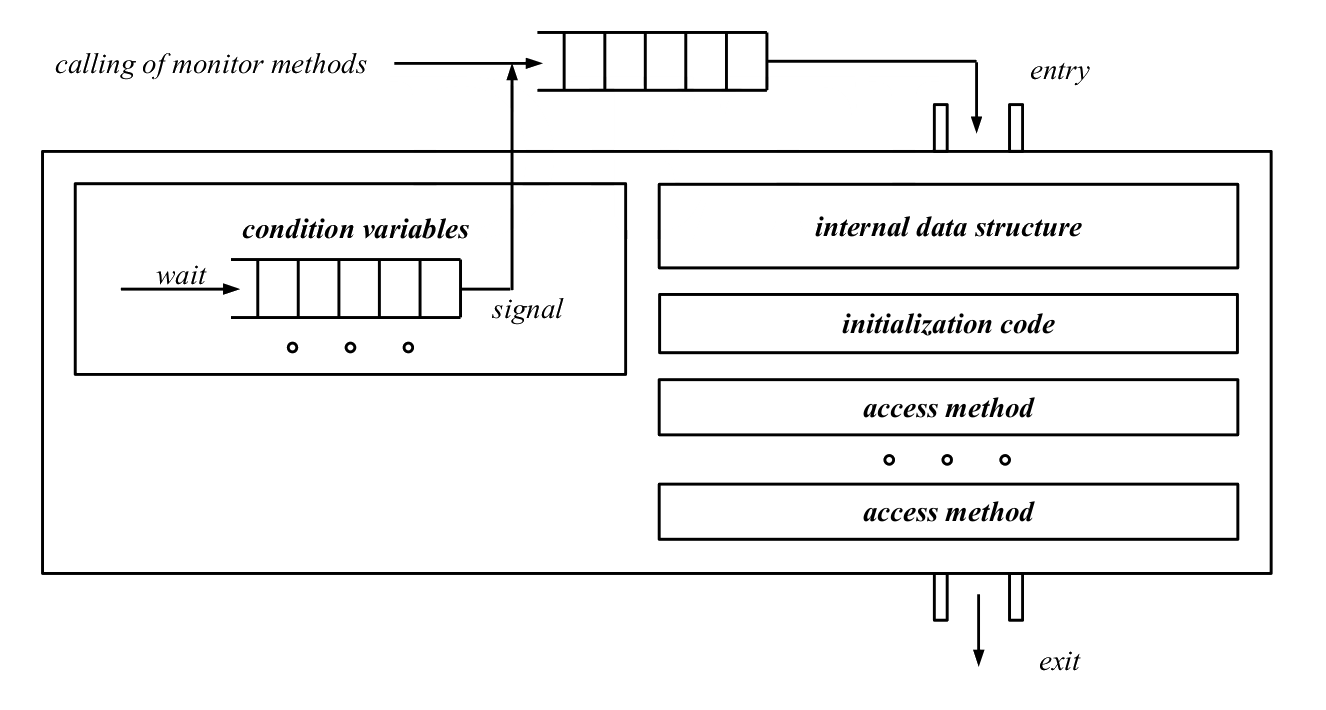 calling of monitor methods
entry
condition variables
wait
signal
internal data structure
initialization code
access method
access method
exit